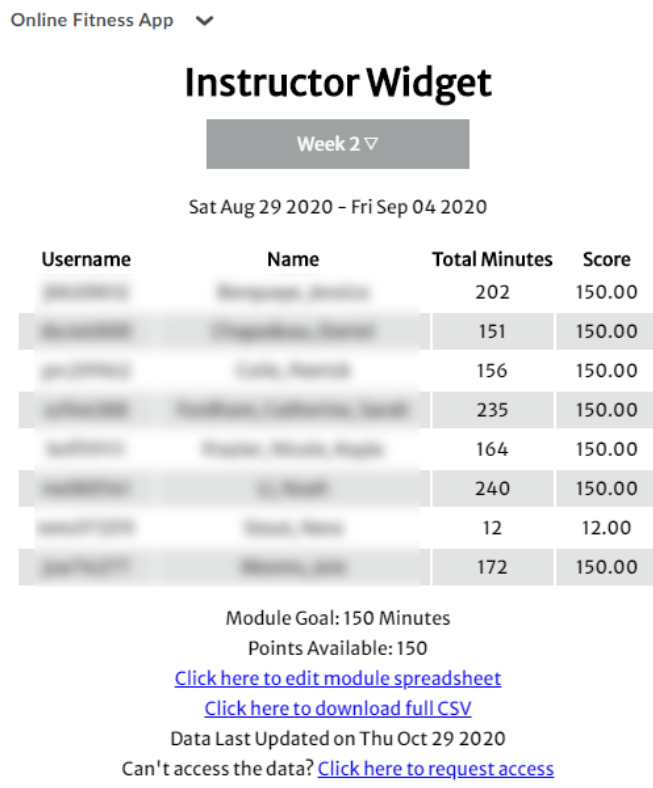 Online Fitness App
Instructor Widget
Week 2 ▽
Sat Aug 29 2020 - Fri Sep 04 2020
Username Name Total Minutes Score
202 150.00
151 150.00
156 150.00
235 150.00
164 150.00
240 150.00
12 12.00
172 150.00
Module Goal: 150 Minutes
Points Available: 150
Click here to edit module spreadsheet
Click here to download full CSV
Data Last Updated on Thu Oct 29 2020
Can't access the data? Click here to request access